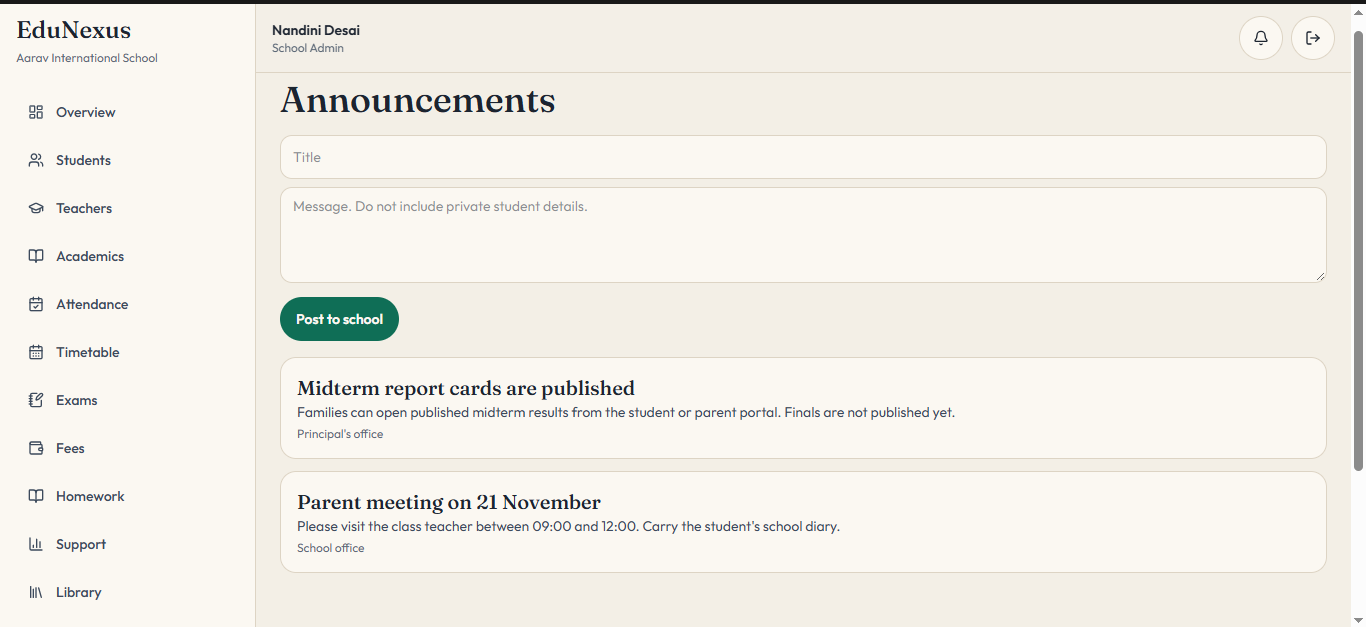 EduNexus
Aarav International School
Overview
Students
Teachers
Academics
Attendance
Timetable
Exams
Fees
Homework
Support
Library
Nandini Desai
School Admin
Announcements
Title
Message. Do not include private student details.
Post to school
Midterm report cards are published
Families can open published midterm results from the student or parent portal. Finals are not published yet.
Principal's office
Parent meeting on 21 November
Please visit the class teacher between 09:00 and 12:00. Carry the student's school diary.
School office